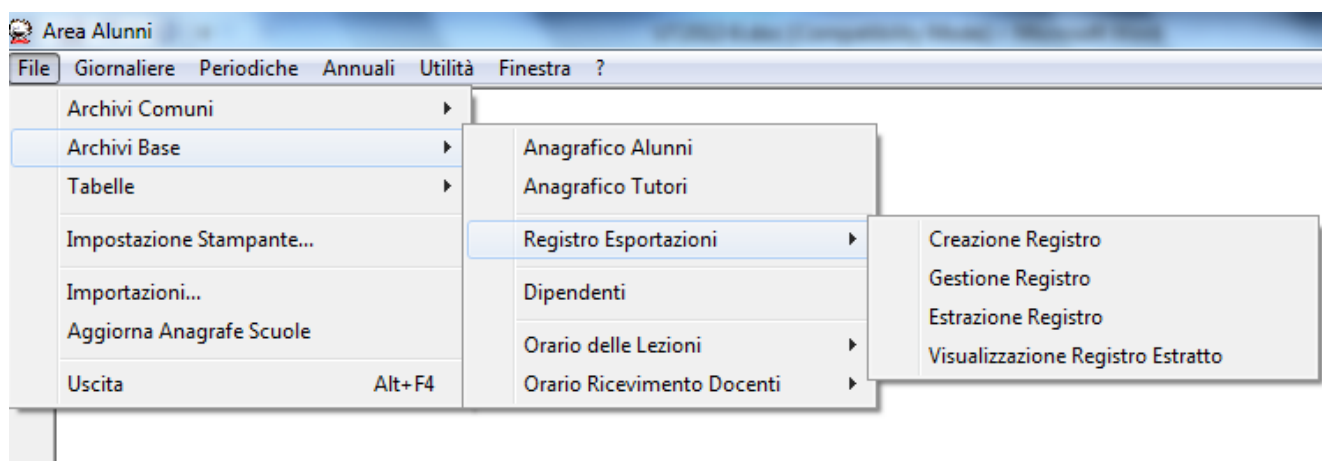 Area Alunni
File Giornaliere Periodiche Annuali Utilità Finestra ?
Archivi Comuni
Archivi Base
Tabelle
Impostazione Stampante...
Importazioni...
Aggiorna Anagrafe Scuole
Uscita Alt+F4
Anagrafico Alunni
Anagrafico Tutori
Registro Esportazioni
Dipendenti
Orario delle Lezioni
Orario Ricevimento Docenti
Creazione Registro
Gestione Registro
Estrazione Registro
Visualizzazione Registro Estratto